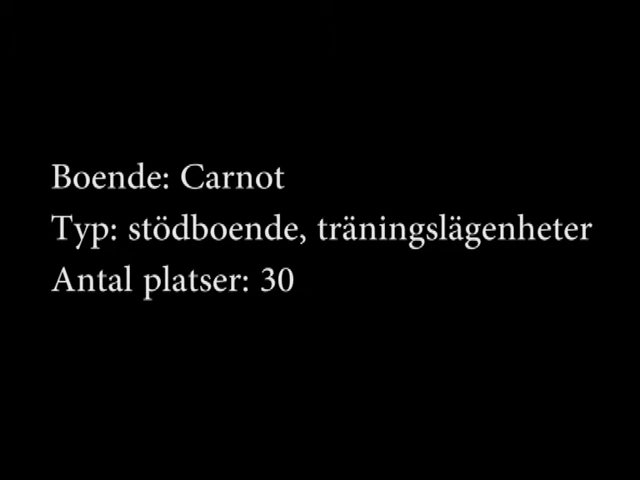 Boende: Carnot
Typ: stödboende, träningslägenheter
Antal platser: 30